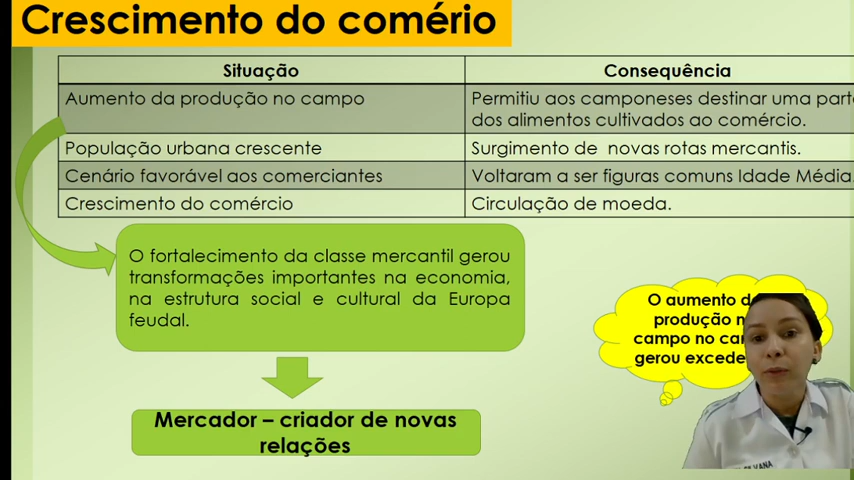 Crescimento do comério
Situação
Consequência
Aumento da produção no campo
Permitiu aos camponeses destinar uma parte
dos alimentos cultivados ao comércio.
População urbana crescente
Surgimento de novas rotas mercantis.
Cenário favorável aos comerciantes
Voltaram a ser figuras comuns Idade Média.
Crescimento do comércio
Circulação de moeda.
O fortalecimento da classe mercantil gerou
transformações importantes na economia,
na estrutura social e cultural da Europa
feudal.
O aumento
produção
campo no
gerou
Mercador – criador de novas
relações